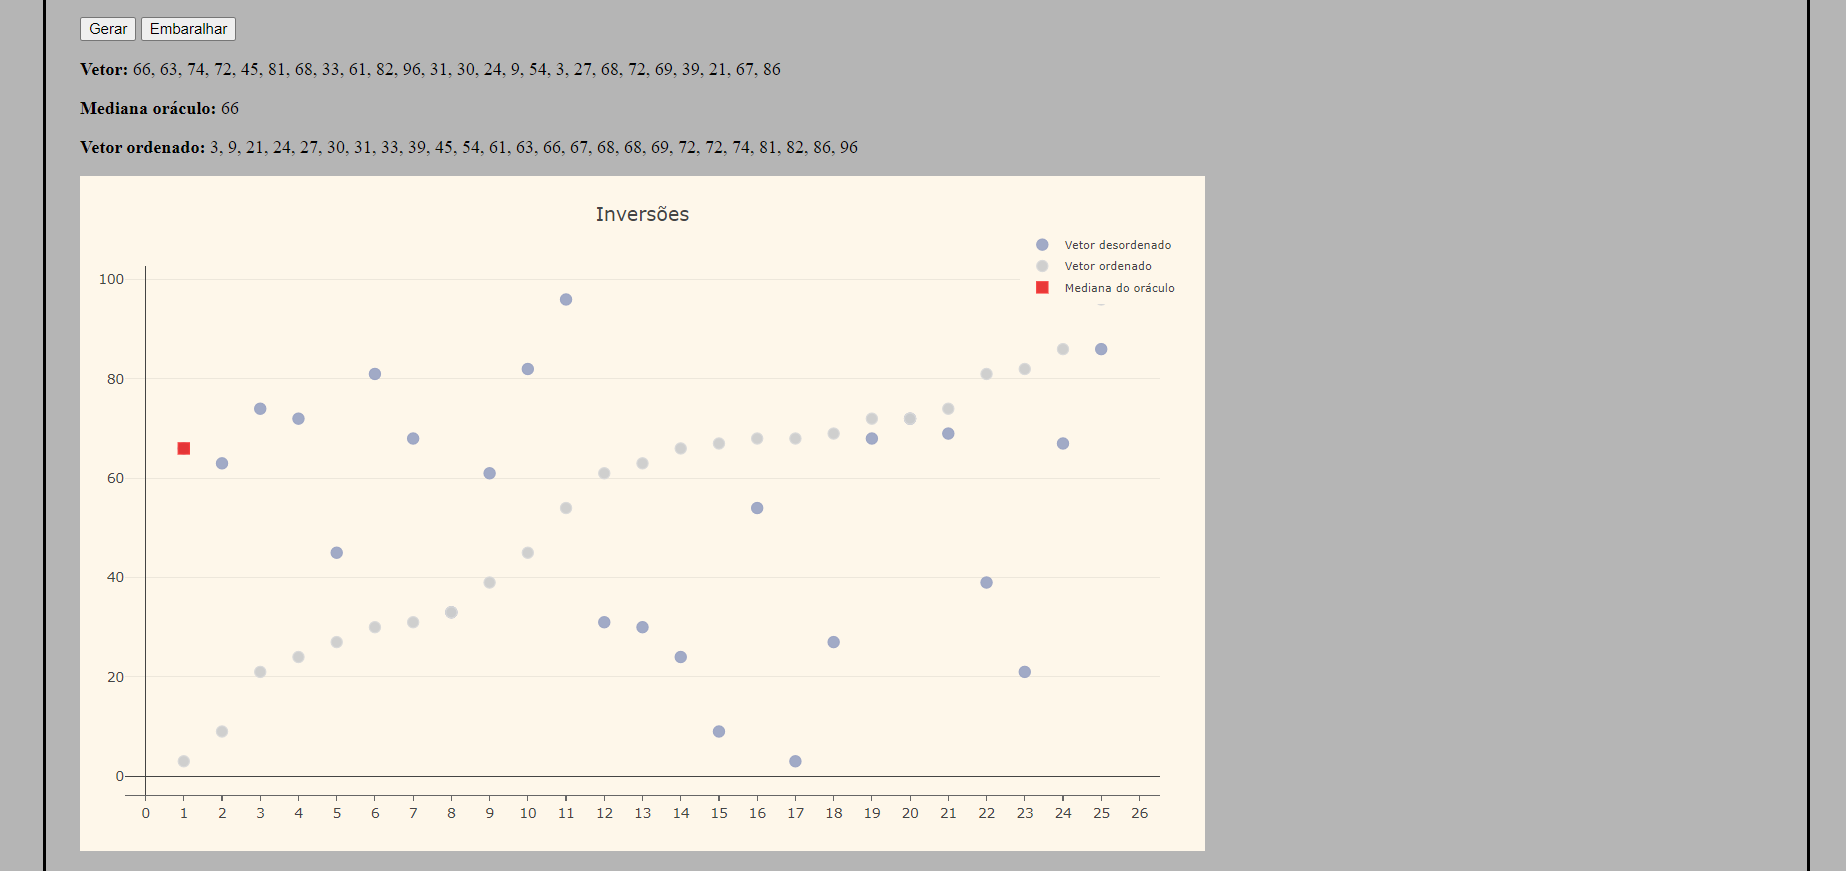 Gerar Embaralhar
Vetor: 66, 63, 74, 72, 45, 81, 68, 33, 61, 82, 96, 31, 30, 24, 9, 54, 3, 27, 68, 72, 69, 39, 21, 67, 86
Mediana oráculo: 66
Vetor ordenado: 3, 9, 21, 24, 27, 30, 31, 33, 39, 45, 54, 61, 63, 66, 67, 68, 68, 69, 72, 72, 74, 81, 82, 86, 96
Inversões
Vetor desordenado
Vetor ordenado
Mediana do oráculo
100
80
60
40
20
0
0 1 2 3 4 5 6 7 8 9 10 11 12 13 14 15 16 17 18 19 20 21 22 23 24 25 26